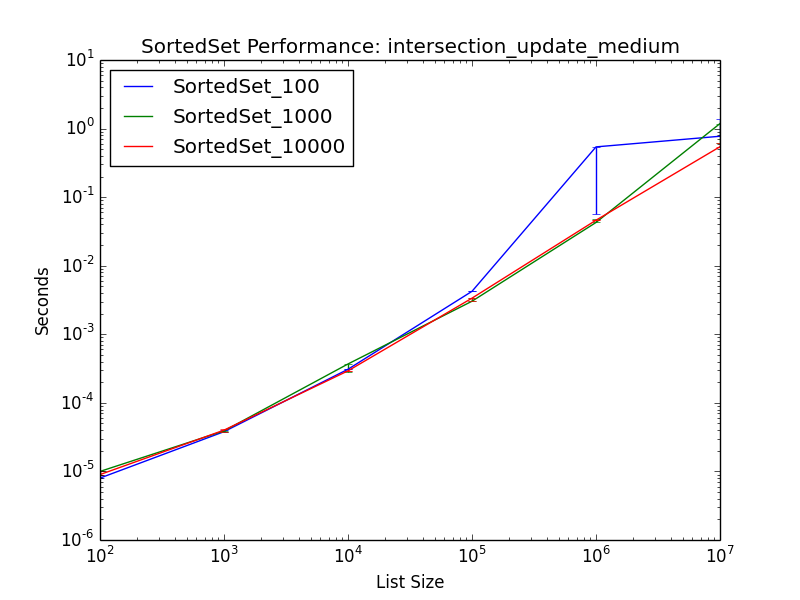 SortedSet Performance: intersection_update_medium
10^1
SortedSet_100
SortedSet_1000
SortedSet_10000
10^0
10^-1
10^-2
Seconds
10^-3
10^-4
10^-5
10^-6
10^2 10^3 10^4 10^5 10^6 10^7
List Size